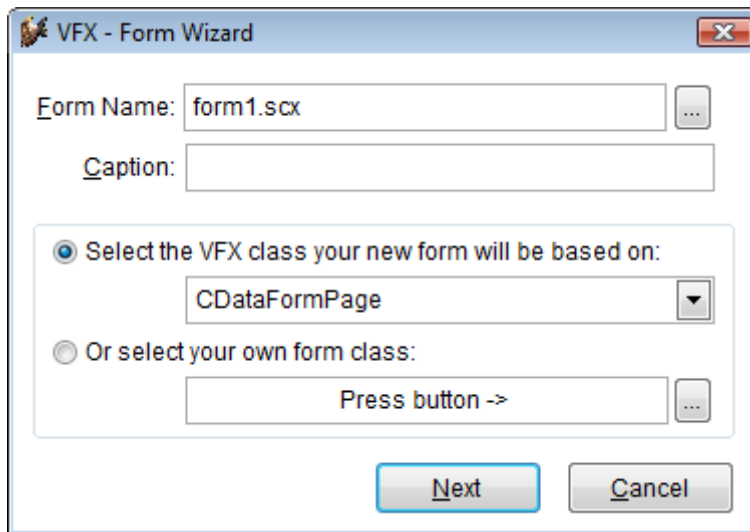 VFX - Form Wizard
Form Name: form1.scx ...
Caption:
Select the VFX class your new form will be based on:
CDataFormPage
Or select your own form class:
Press button -> ...
Next Cancel